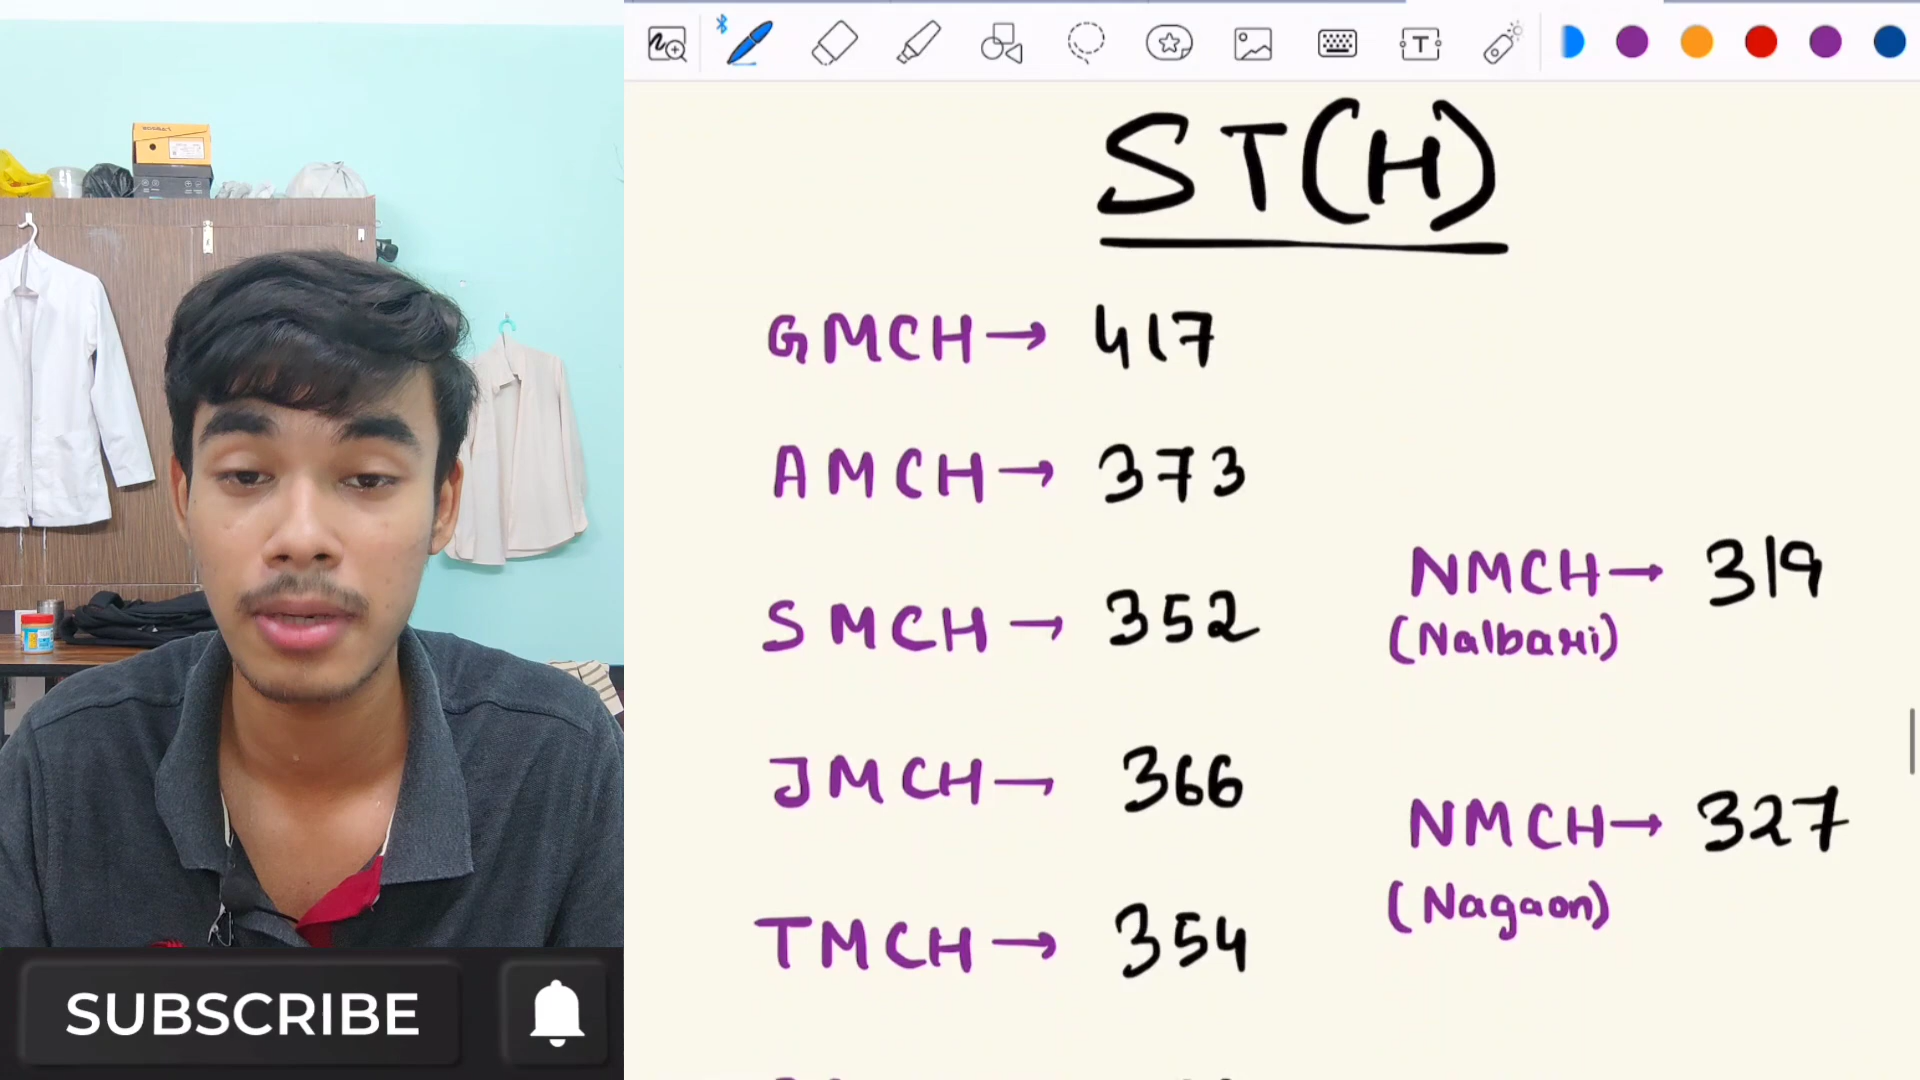 ST(H)
GMCH→ 417
AMCH→ 373
SMCH→ 352
JMCH→ 366
TMCH→ 354
NMCH→ 319
(Nalbari)
NMCH→ 327
(Nagaon)
SUBSCRIBE